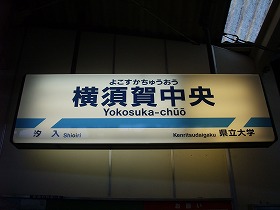 よこすかちゅうおう
横須賀中央
Yokosuka-chūō
汐入 Shioiri
Kenritsudaigaku 県立大学